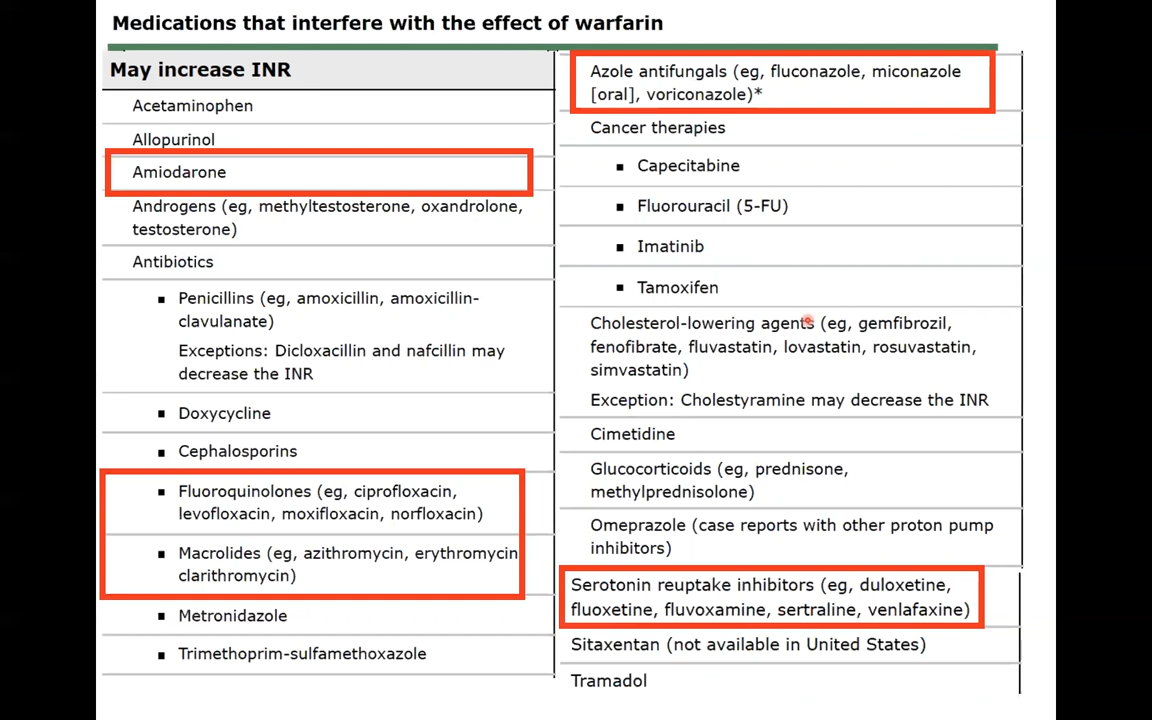 Medications that interfere with the effect of warfarin
May increase INR
Acetaminophen
Allopurinol
Amiodarone
Androgens (eg, methyltestosterone, oxandrolone,
testosterone)
Antibiotics
▪ Penicillins (eg, amoxicillin, amoxicillin-
clavulanate)
Exceptions: Dicloxacillin and nafcillin may
decrease the INR
▪ Doxycycline
▪ Cephalosporins
▪ Fluoroquinolones (eg, ciprofloxacin,
levofloxacin, moxifloxacin, norfloxacin)
▪ Macrolides (eg, azithromycin, erythromycin
clarithromycin)
▪ Metronidazole
▪ Trimethoprim-sulfamethoxazole
Azole antifungals (eg, fluconazole, miconazole
[oral], voriconazole)*
Cancer therapies
▪ Capecitabine
▪ Fluorouracil (5-FU)
▪ Imatinib
▪ Tamoxifen
Cholesterol-lowering agents (eg, gemfibrozil,
fenofibrate, fluvastatin, lovastatin, rosuvastatin,
simvastatin)
Exception: Cholestyramine may decrease the INR
Cimetidine
Glucocorticoids (eg, prednisone,
methylprednisolone)
Omeprazole (case reports with other proton pump
inhibitors)
Serotonin reuptake inhibitors (eg, duloxetine,
fluoxetine, fluvoxamine, sertraline, venlafaxine)
Sitaxentan (not available in United States)
Tramadol